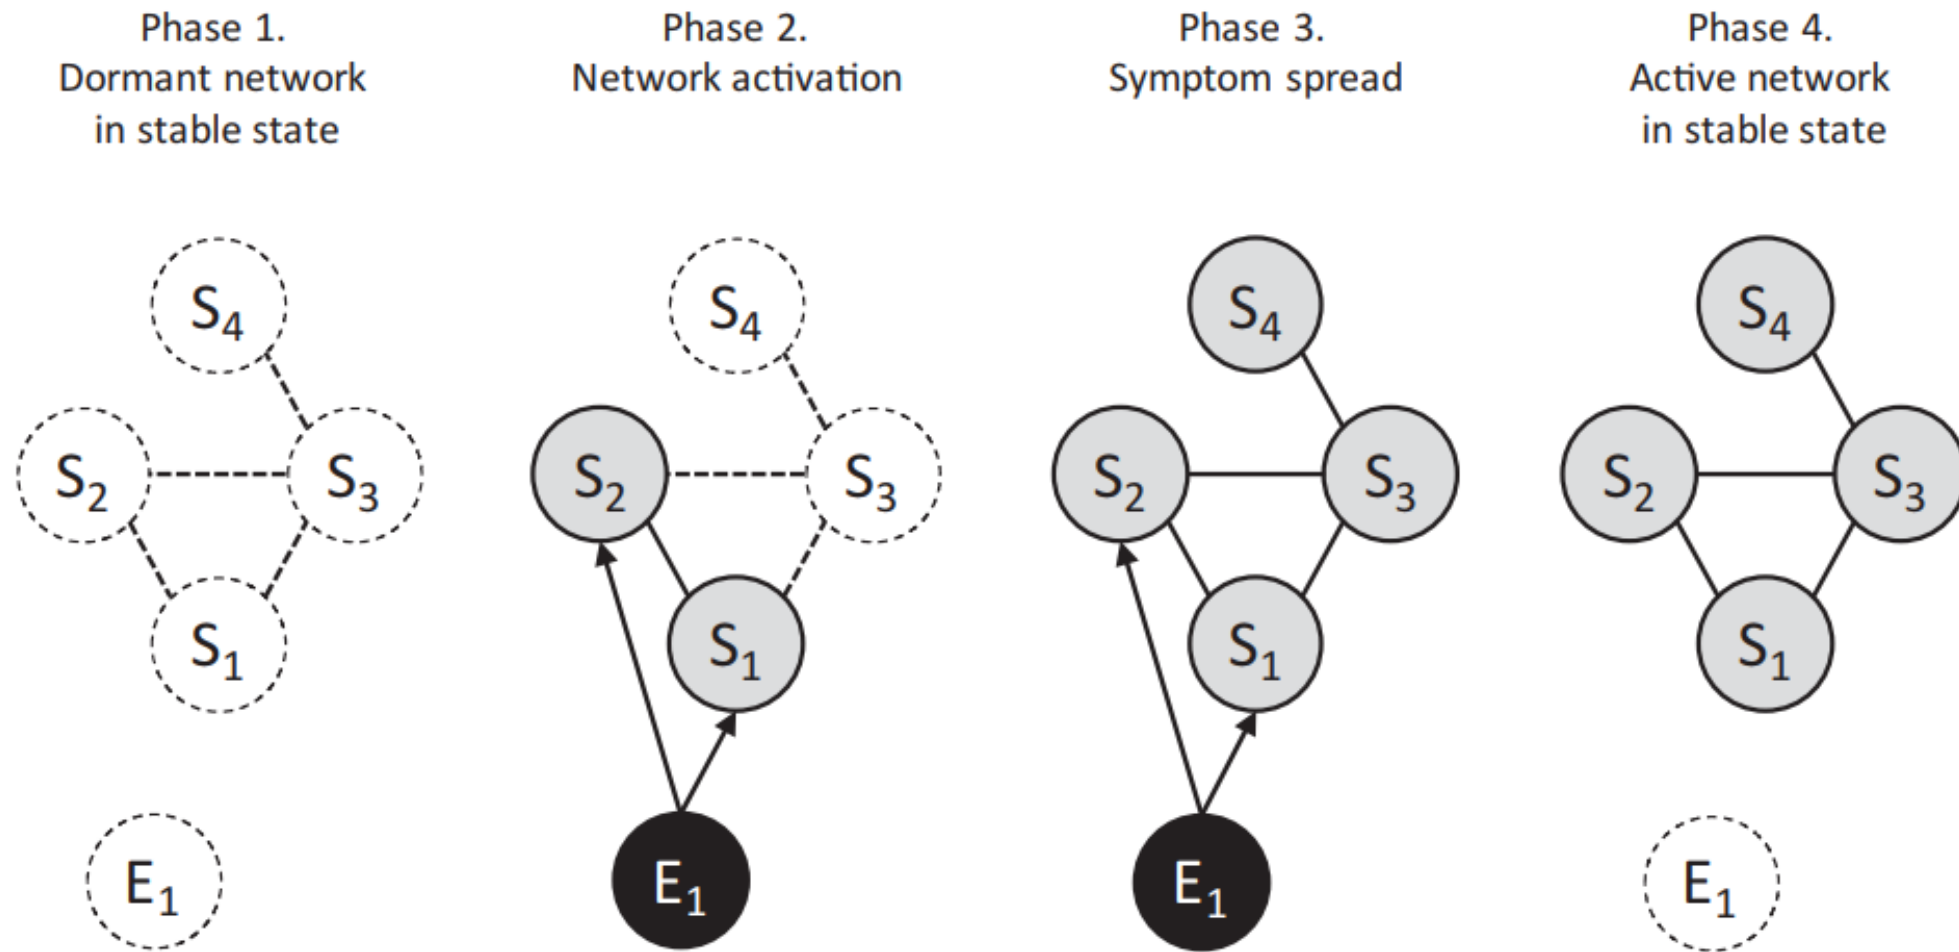 Phase 1.
Dormant network
in stable state
Phase 2.
Network activation
Phase 3.
Symptom spread
Phase 4.
Active network
in stable state
S₄
S₂
S₃
S₁
E₁
S₄
S₂
S₃
S₁
E₁
S₄
S₂
S₃
S₁
E₁
S₄
S₂
S₃
S₁
E₁